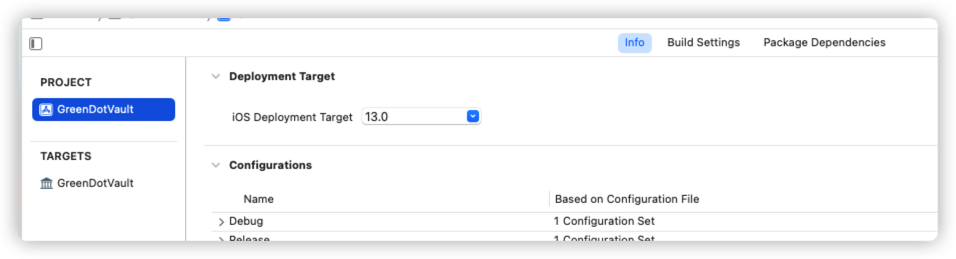 Info Build Settings Package Dependencies
PROJECT
GreenDotVault
TARGETS
GreenDotVault
Deployment Target
iOS Deployment Target 13.0
Configurations
Name Based on Configuration File
Debug 1 Configuration Set
Release 1 Configuration Set